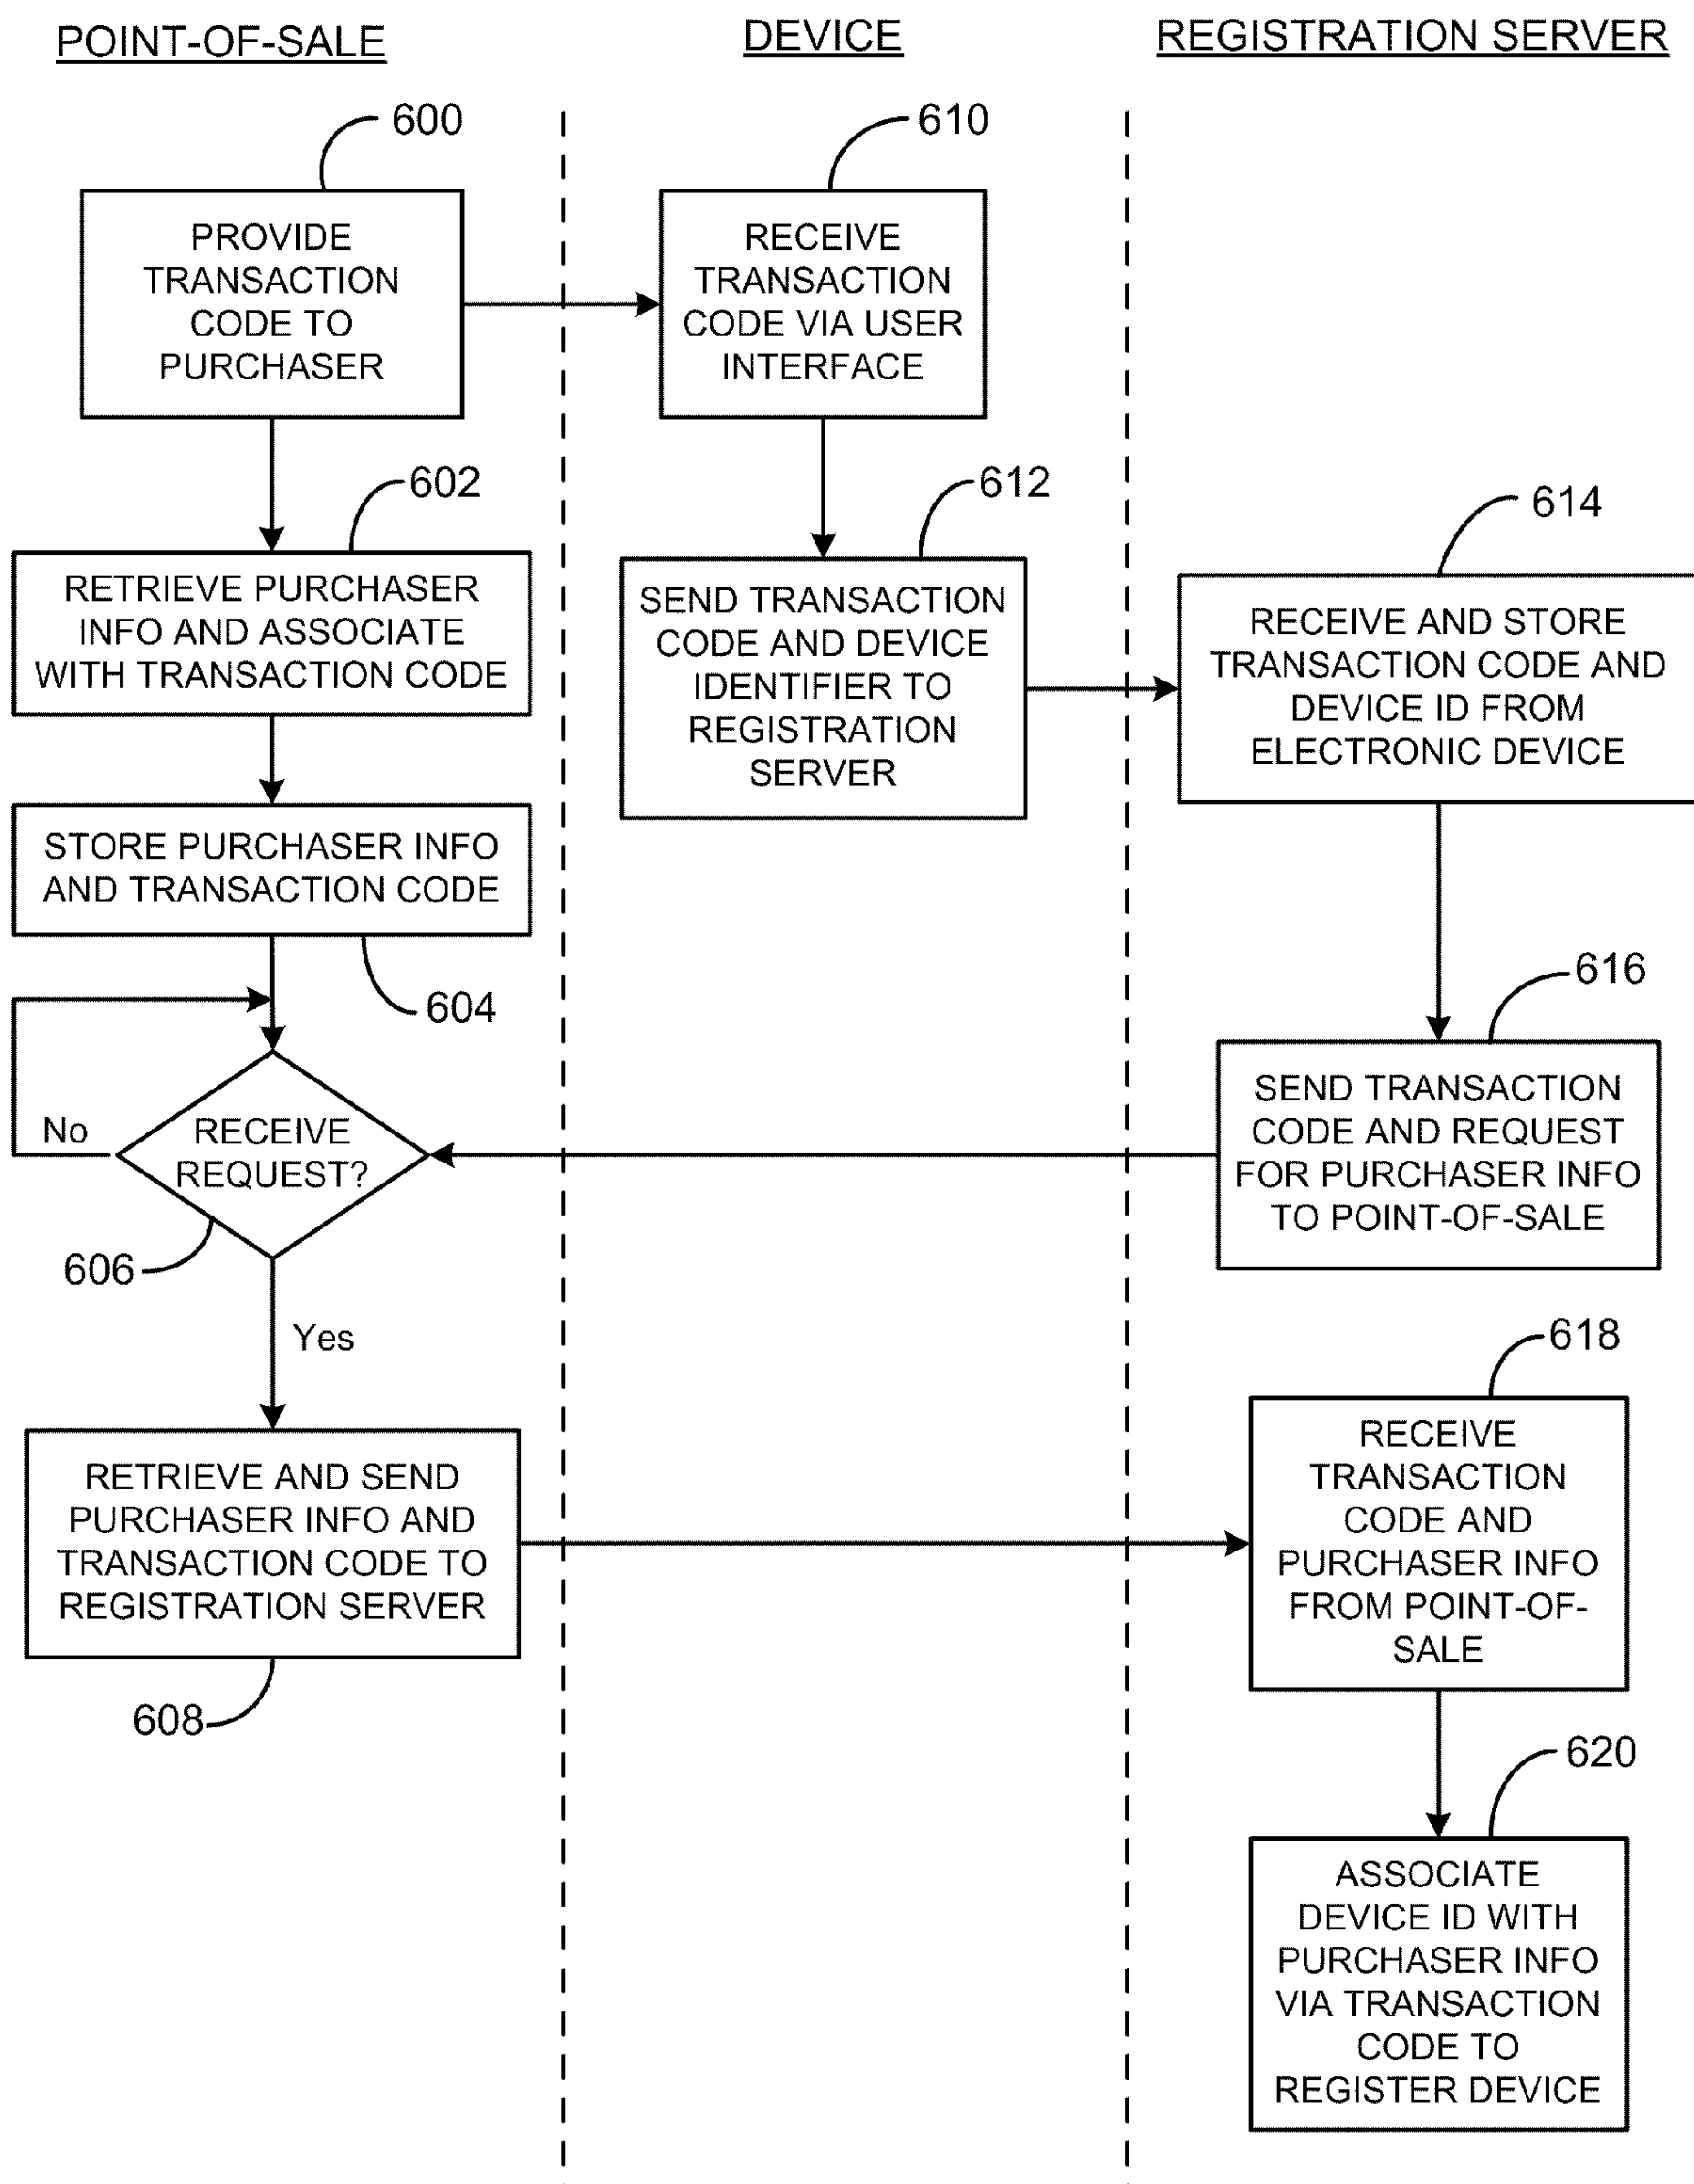 POINT-OF-SALE
DEVICE
REGISTRATION SERVER
600
PROVIDE
TRANSACTION
CODE TO
PURCHASER
610
RECEIVE
TRANSACTION
CODE VIA USER
INTERFACE
602
RETRIEVE PURCHASER
INFO AND ASSOCIATE
WITH TRANSACTION CODE
612
SEND TRANSACTION
CODE AND DEVICE
IDENTIFIER TO
REGISTRATION
SERVER
614
RECEIVE AND STORE
TRANSACTION CODE AND
DEVICE ID FROM
ELECTRONIC DEVICE
STORE PURCHASER INFO
AND TRANSACTION CODE
604
616
SEND TRANSACTION
CODE AND REQUEST
FOR PURCHASER INFO
TO POINT-OF-SALE
No
RECEIVE
REQUEST?
606
Yes
RETRIEVE AND SEND
PURCHASER INFO AND
TRANSACTION CODE TO
REGISTRATION SERVER
608
618
RECEIVE
TRANSACTION
CODE AND
PURCHASER INFO
FROM POINT-OF-
SALE
620
ASSOCIATE
DEVICE ID WITH
PURCHASER INFO
VIA TRANSACTION
CODE TO
REGISTER DEVICE